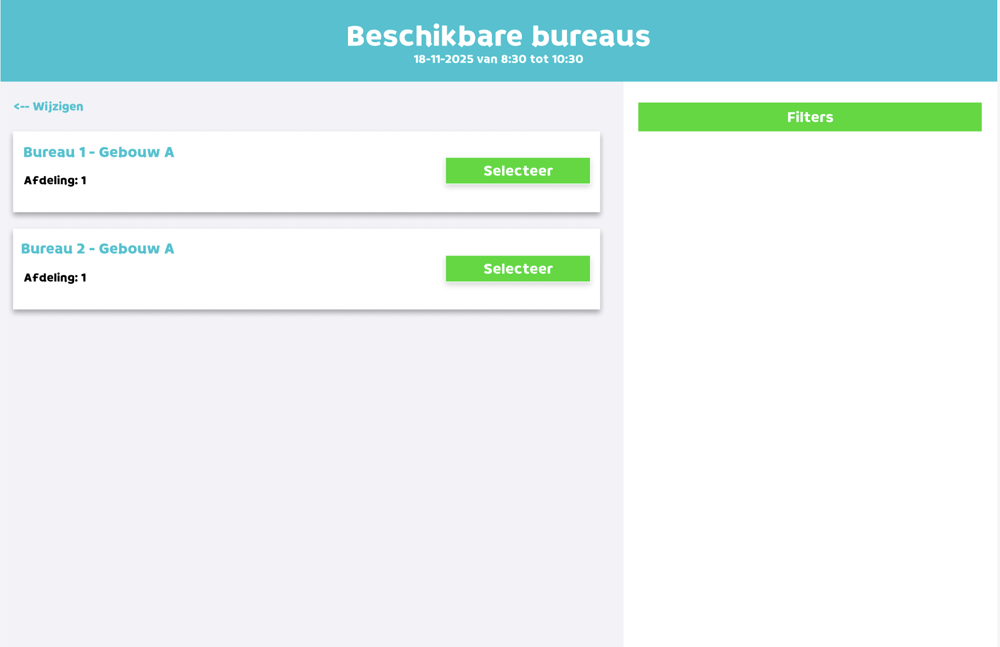 Beschikbare bureaus
18-11-2025 van 8:30 tot 10:30
<-- Wijzigen
Bureau 1 - Gebouw A
Afdeling: 1
Selecteer
Bureau 2 - Gebouw A
Afdeling: 1
Selecteer
Filters